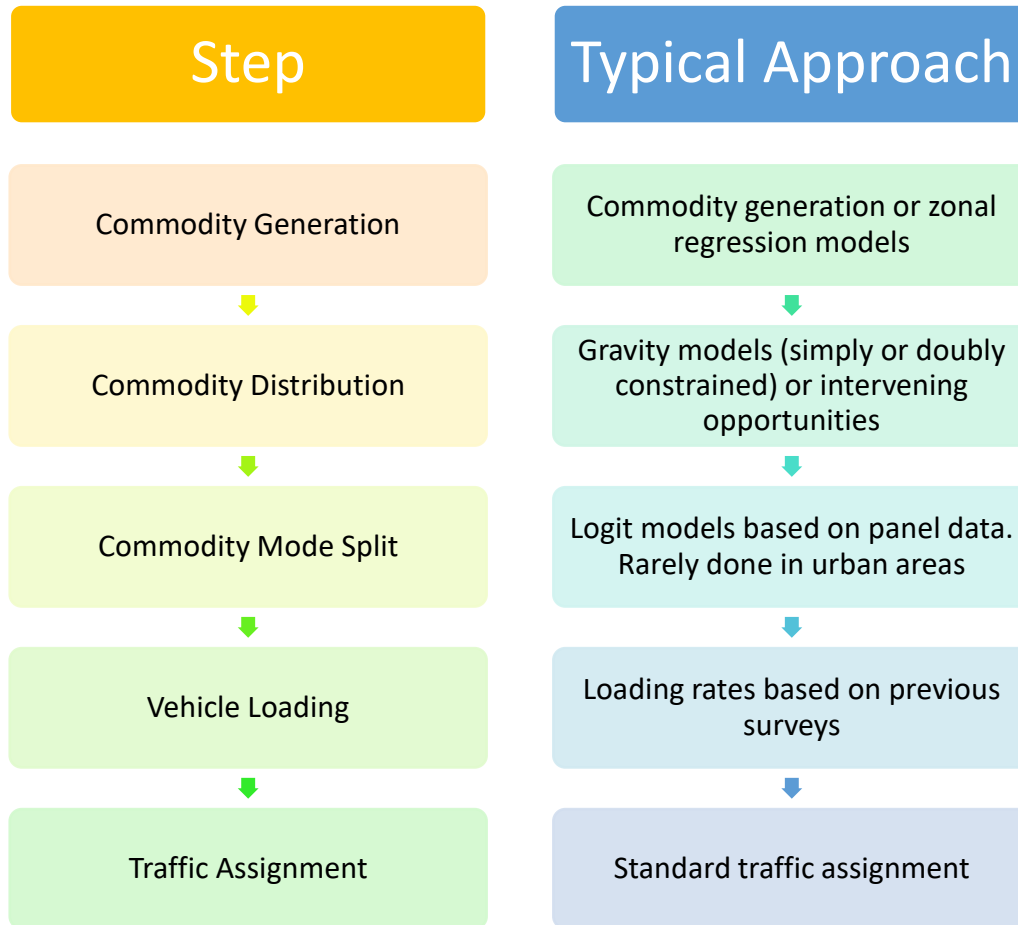 Step
Typical Approach
Commodity Generation
Commodity generation or zonal
regression models
Commodity Distribution
Gravity models (simply or doubly
constrained) or intervening
opportunities
Commodity Mode Split
Logit models based on panel data.
Rarely done in urban areas
Vehicle Loading
Loading rates based on previous
surveys
Traffic Assignment
Standard traffic assignment